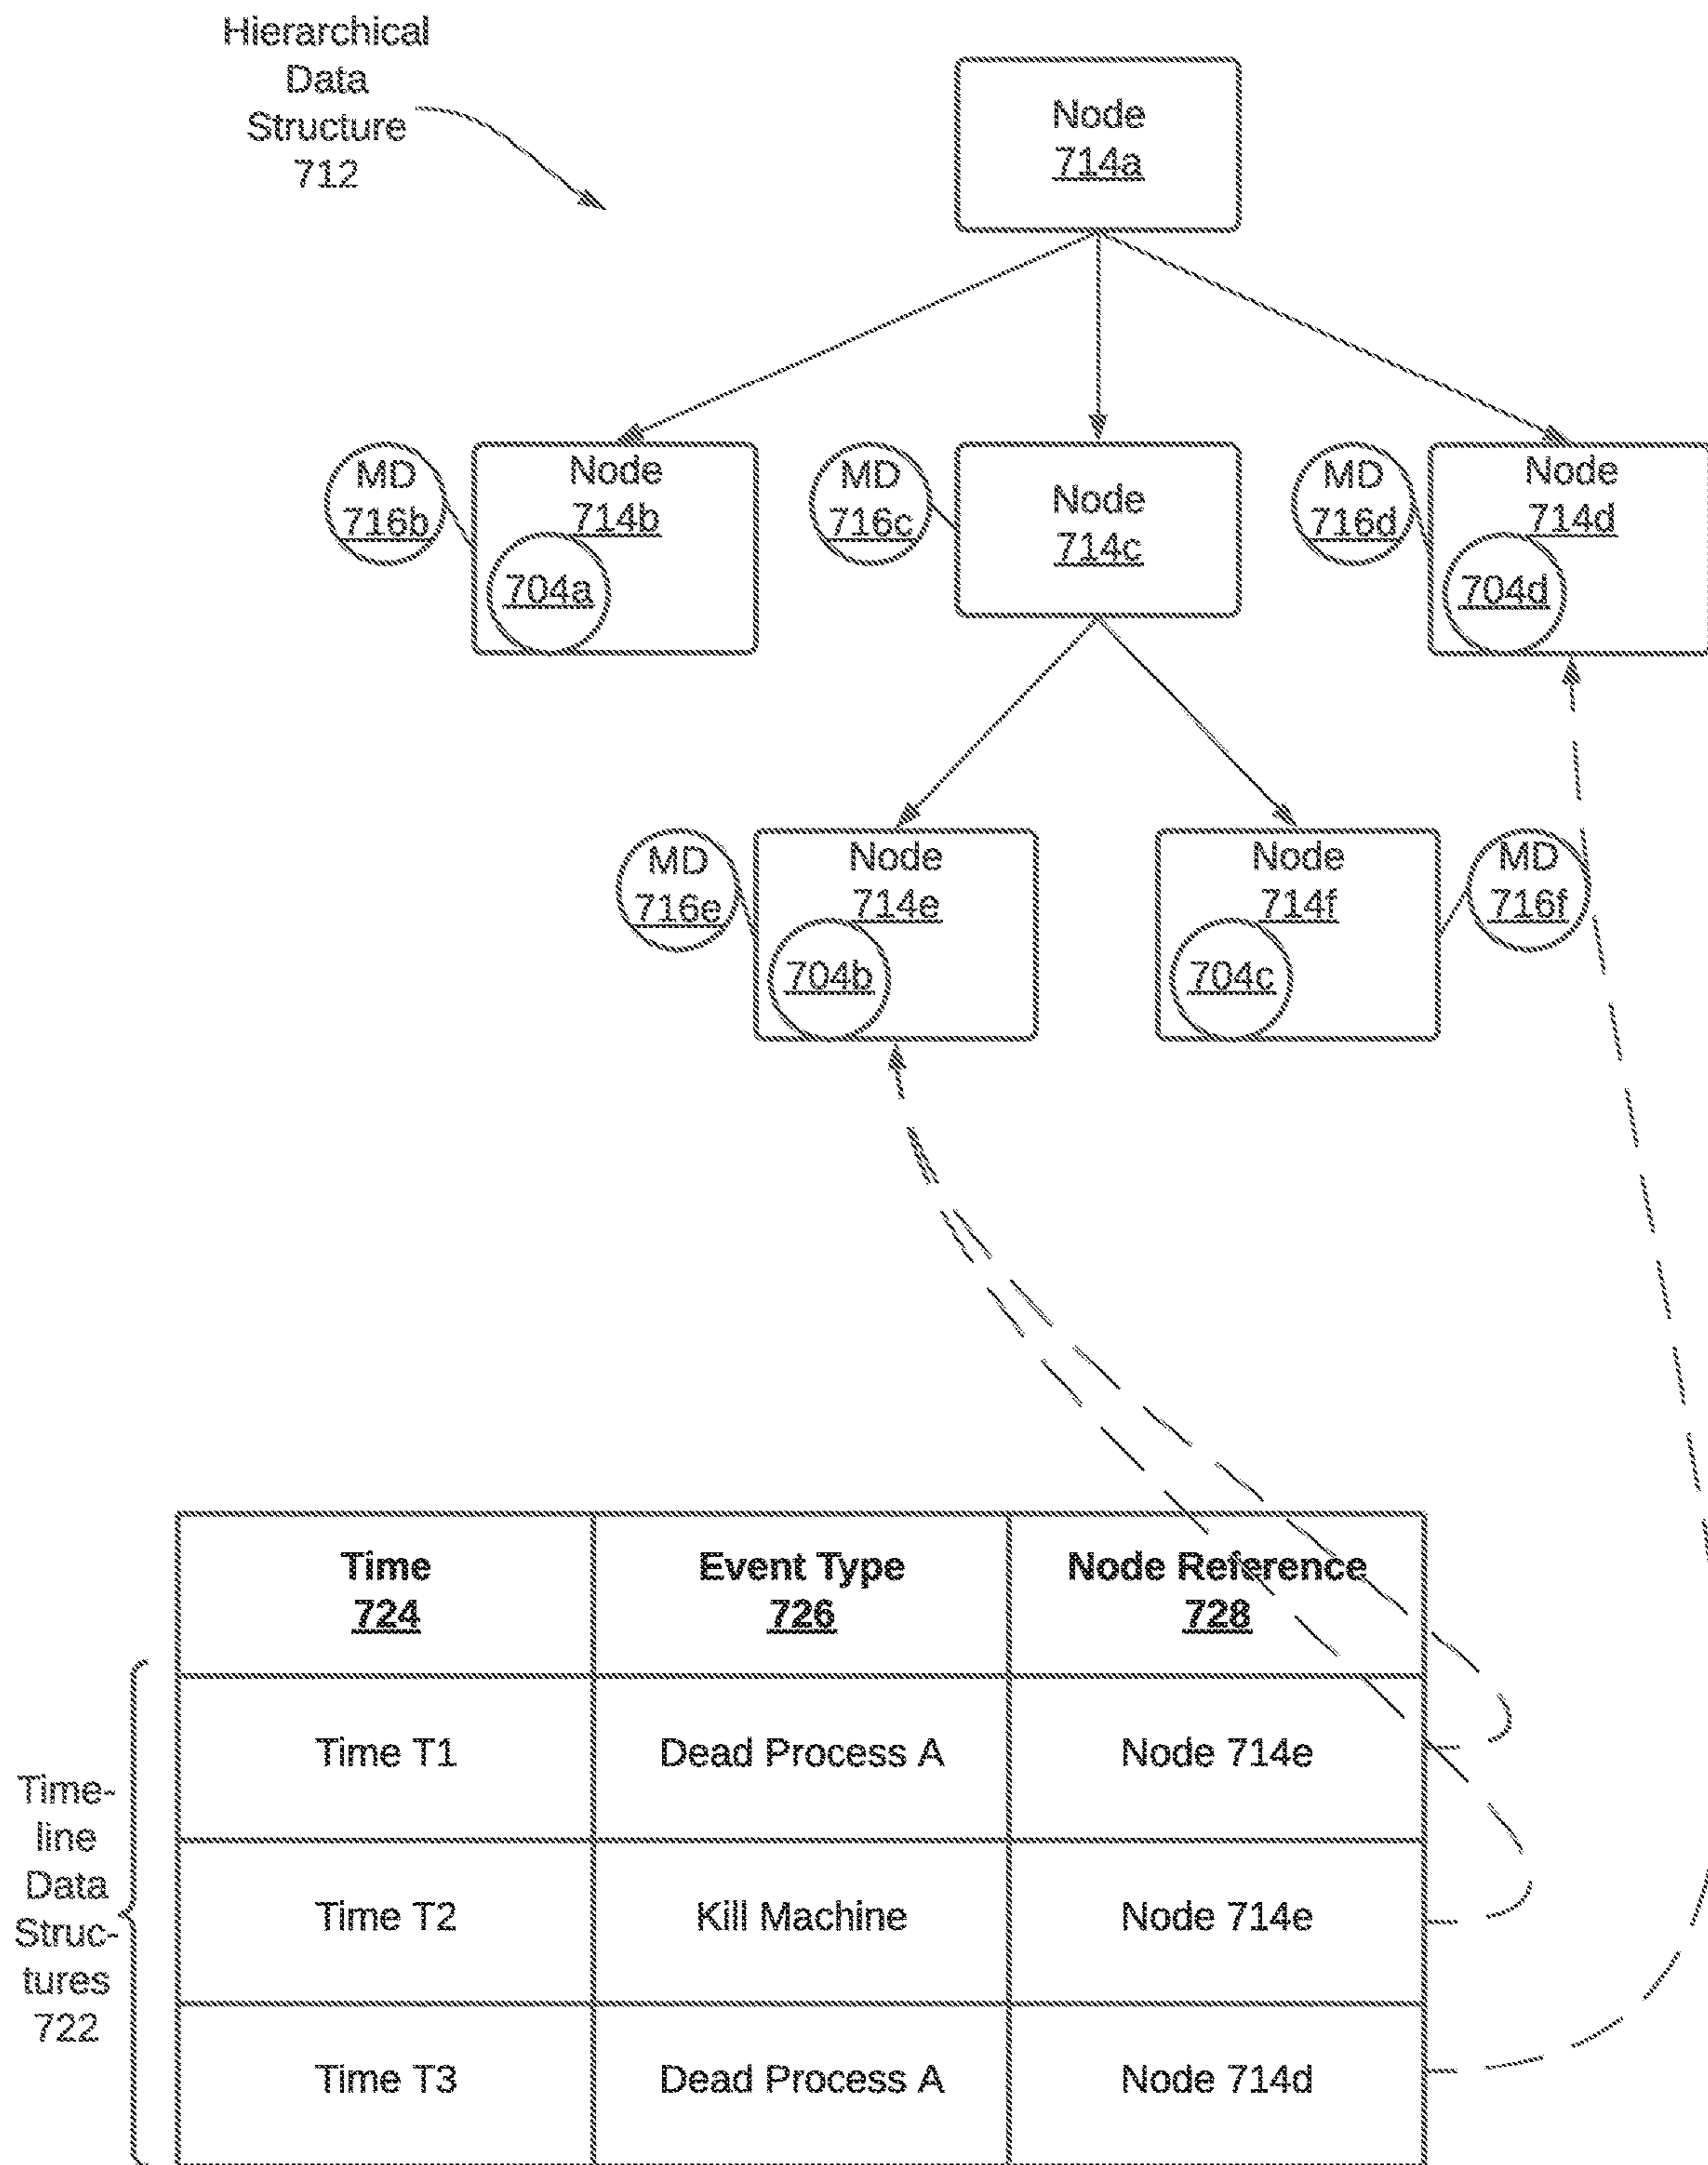 Hierarchical
Data
Structure
712
Node
714a
MD
716b
Node
714b
704a
MD
716c
Node
714c
MD
716d
Node
714d
704d
MD
716e
Node
714e
704b
Node
714f
704c
MD
716f
Time
724
Event Type
726
Node Reference
728
Time-
line
Data
Struc-
tures
722
Time T1
Dead Process A
Node 714e
Time T2
Kill Machine
Node 714e
Time T3
Dead Process A
Node 714d